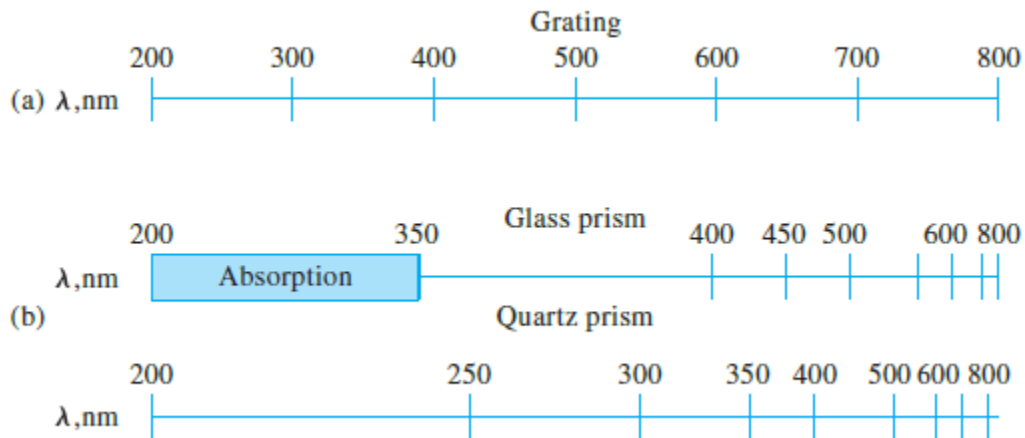 Grating
200 300 400 500 600 700 800
(a) λ,nm
Glass prism
200 350 400 450 500 600 800
λ,nm Absorption
(b)
Quartz prism
200 250 300 350 400 500 600 800
λ,nm